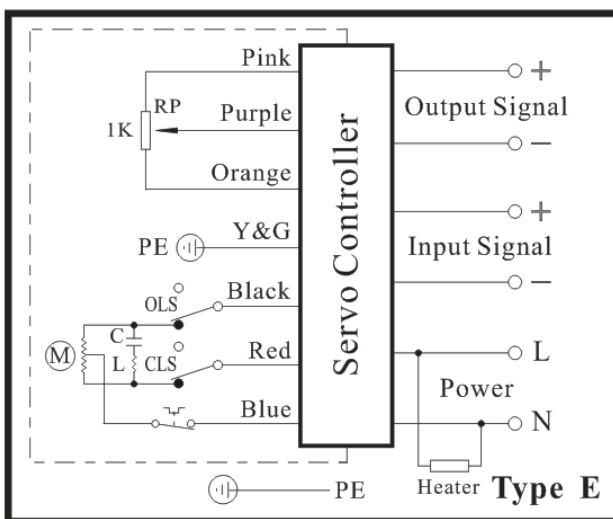 Pink
RP
1K
Purple
Orange
Y&G
PE
Black
OLS
C
M
L
CLS
Red
Blue
PE
Servo Controller
+
Output Signal
−
+
Input Signal
−
L
Power
N
Heater
Type E